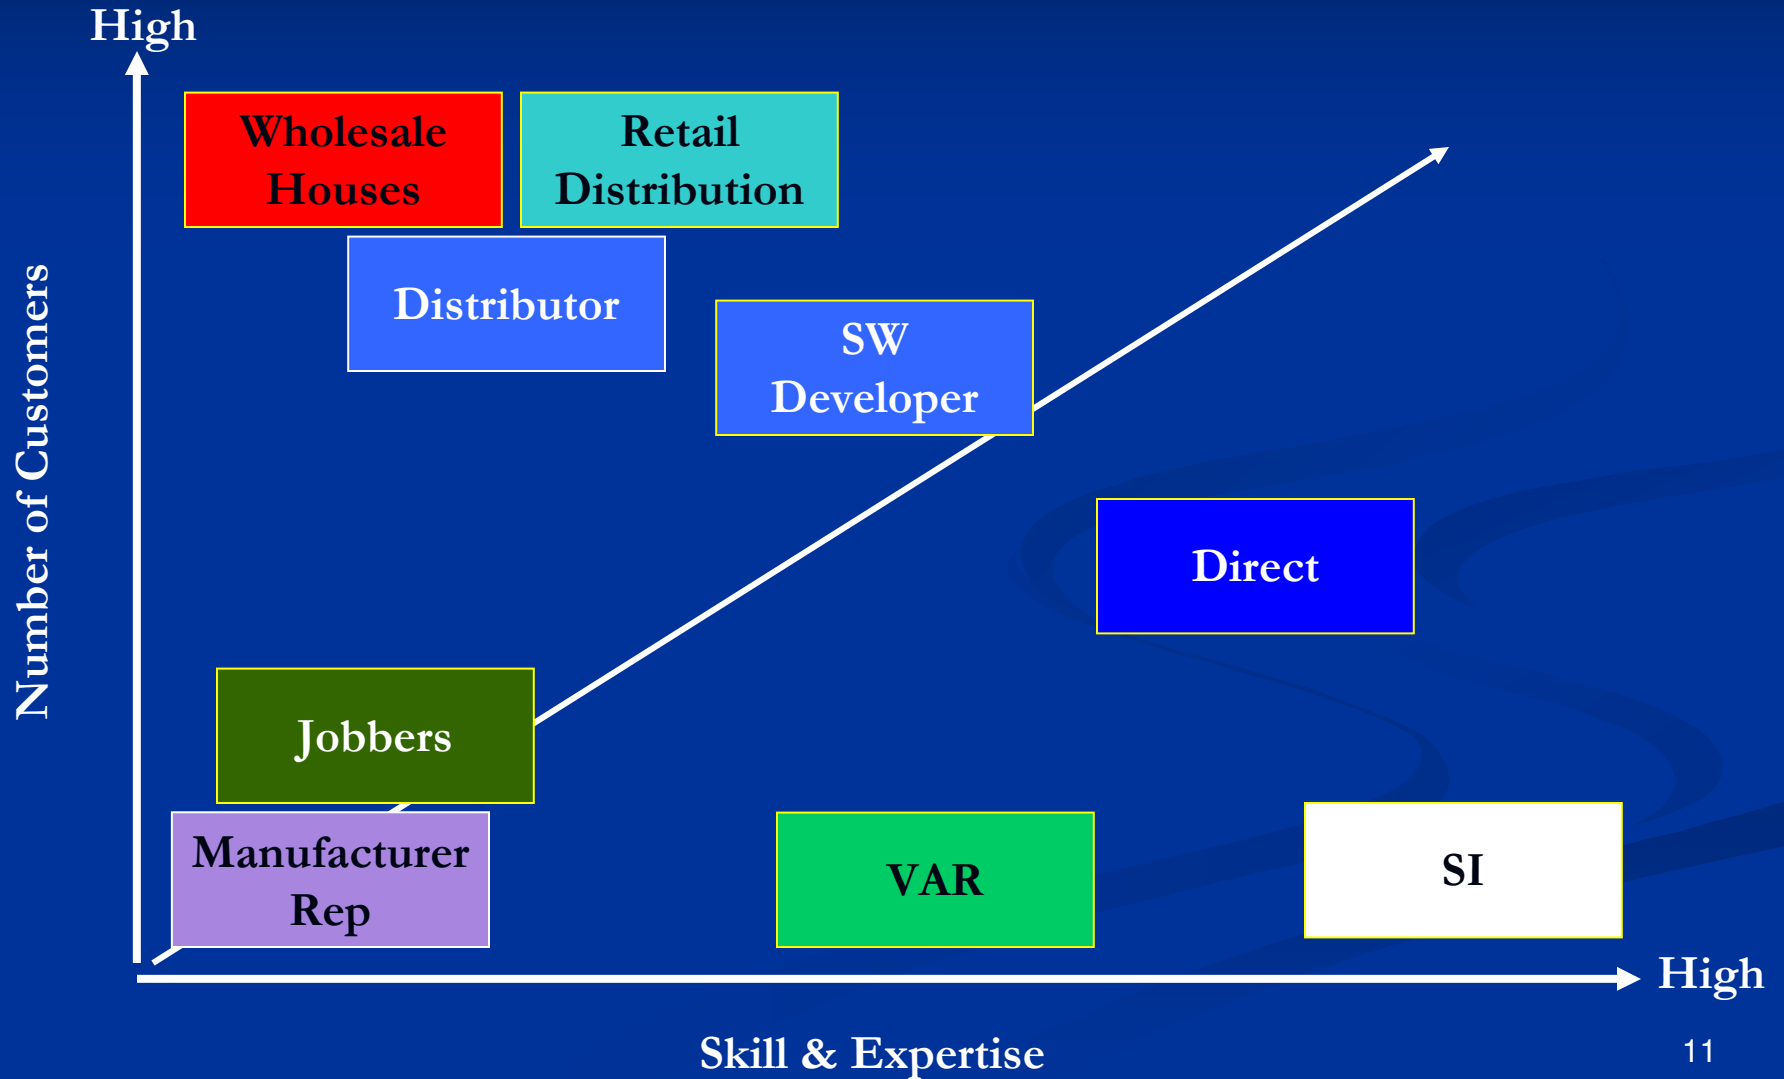 High
Wholesale
Houses
Retail
Distribution
Distributor
SW
Developer
Number of Customers
Direct
Jobbers
Manufacturer
Rep
VAR
SI
High
Skill & Expertise
11